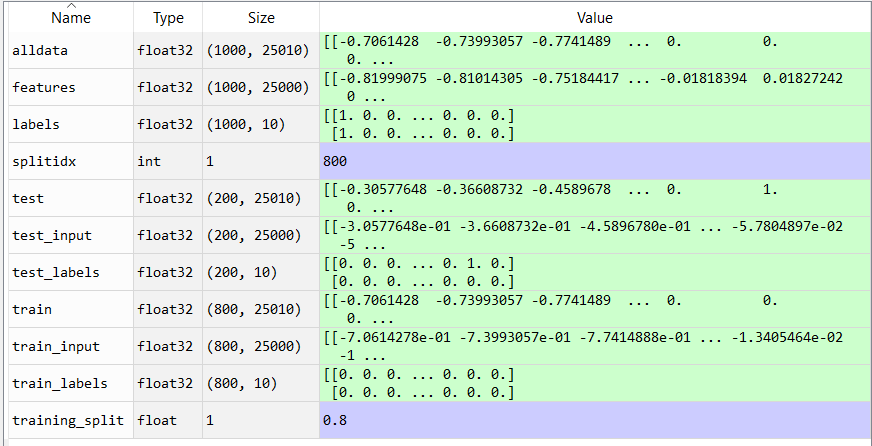 Name Type Size Value
alldata float32 (1000, 25010) [[-0.7061428 -0.73993057 -0.7741489 ... 0. 0.
0. ...
features float32 (1000, 25000) [[-0.81999075 -0.81014305 -0.75184417 ... -0.01818394 0.01827242
0 ...
labels float32 (1000, 10) [[1. 0. 0. ... 0. 0. 0.]
[1. 0. 0. ... 0. 0. 0.]
splitidx int 1 800
test float32 (200, 25010) [[-0.30577648 -0.36608732 -0.4589678 ... 0. 1.
0. ...
test_input float32 (200, 25000) [[-3.0577648e-01 -3.6608732e-01 -4.5896780e-01 ... -5.7804897e-02
-5 ...
test_labels float32 (200, 10) [[0. 0. 0. ... 0. 1. 0.]
[0. 0. 0. ... 0. 0. 0.]
train float32 (800, 25010) [[-0.7061428 -0.73993057 -0.7741489 ... 0. 0.
0. ...
train_input float32 (800, 25000) [[-7.0614278e-01 -7.3993057e-01 -7.7414888e-01 ... -1.3405464e-02
-1 ...
train_labels float32 (800, 10) [[0. 0. 0. ... 0. 0. 0.]
[0. 0. 0. ... 0. 0. 0.]
training_split float 1 0.8